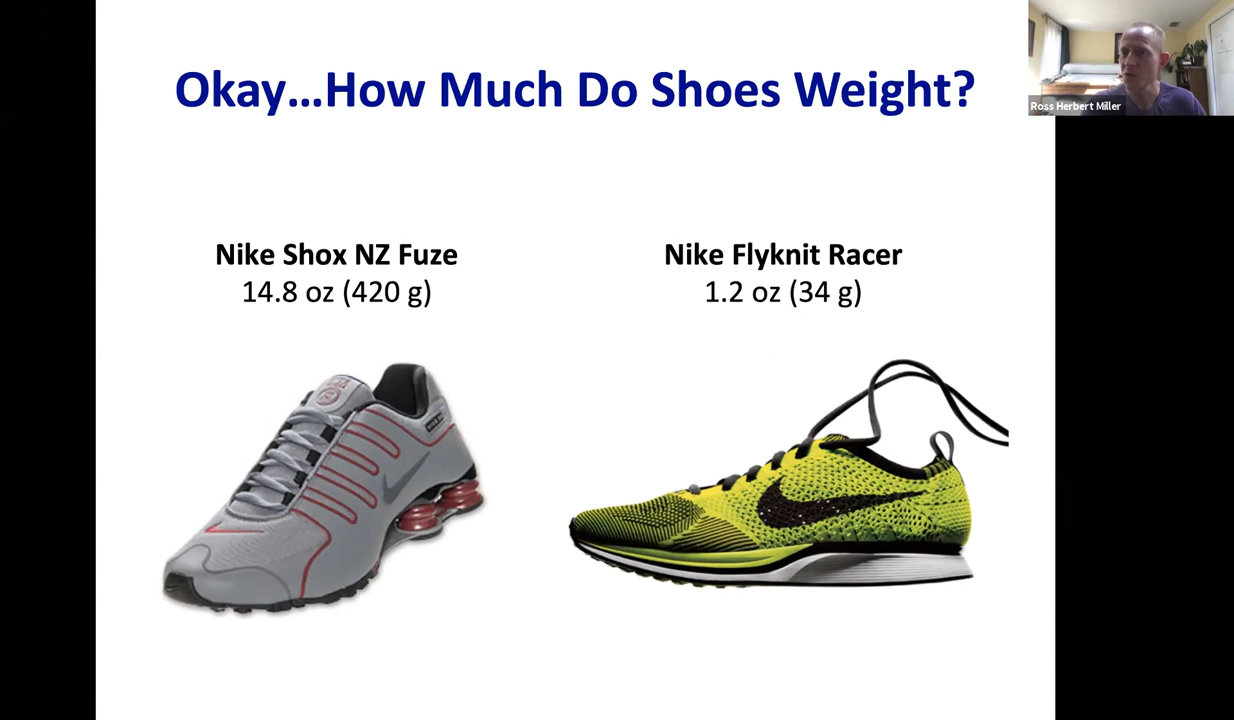 Okay...How Much Do Shoes Weight?
Ross Herbert Miller
Nike Shox NZ Fuze
14.8 oz (420 g)
Nike Flyknit Racer
1.2 oz (34 g)